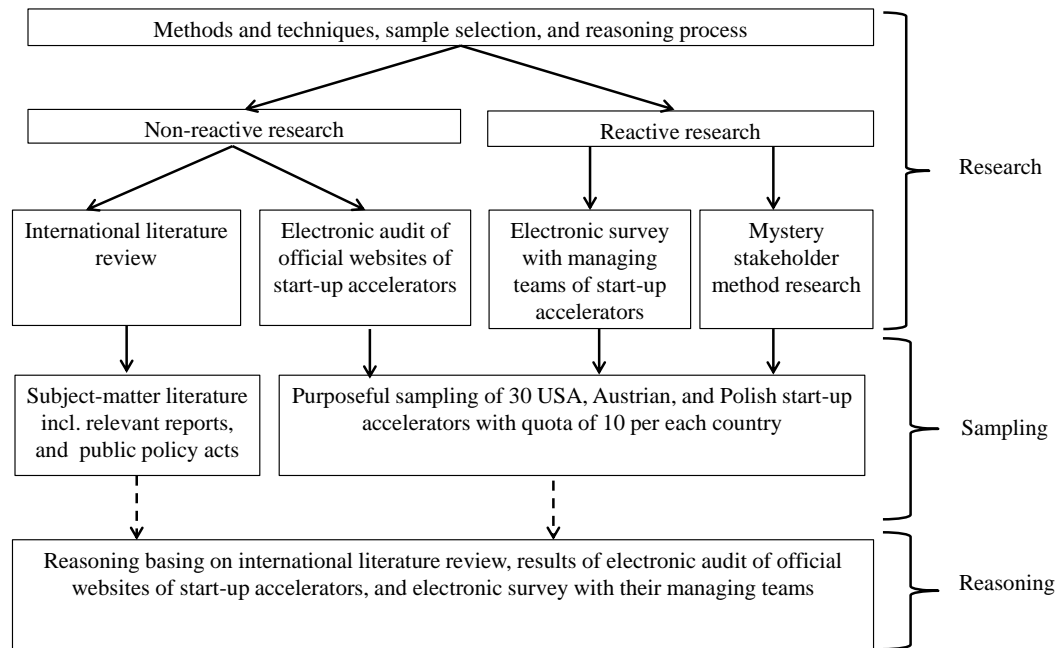 Methods and techniques, sample selection, and reasoning process
Non-reactive research
Reactive research
Research
International literature
review
Electronic audit of
official websites of
start-up accelerators
Electronic survey
with managing
teams of start-up
accelerators
Mystery
stakeholder
method research
Subject-matter literature
incl. relevant reports,
and public policy acts
Purposeful sampling of 30 USA, Austrian, and Polish start-up
accelerators with quota of 10 per each country
Sampling
Reasoning basing on international literature review, results of electronic audit of official
websites of start-up accelerators, and electronic survey with their managing teams
Reasoning